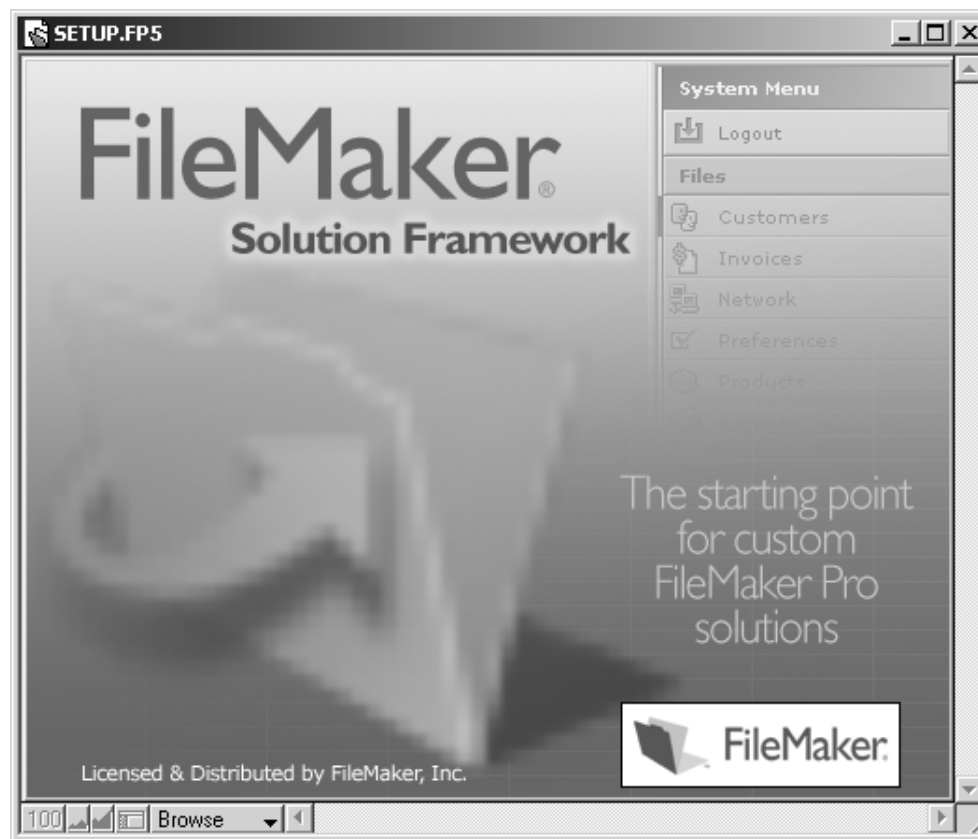 SETUP.FP5
FileMaker®
Solution Framework
System Menu
Logout
Files
Customers
Invoices
Network
Preferences
Products
The starting point
for custom
FileMaker Pro
solutions
FileMaker.
Licensed & Distributed by FileMaker, Inc.
100
Browse